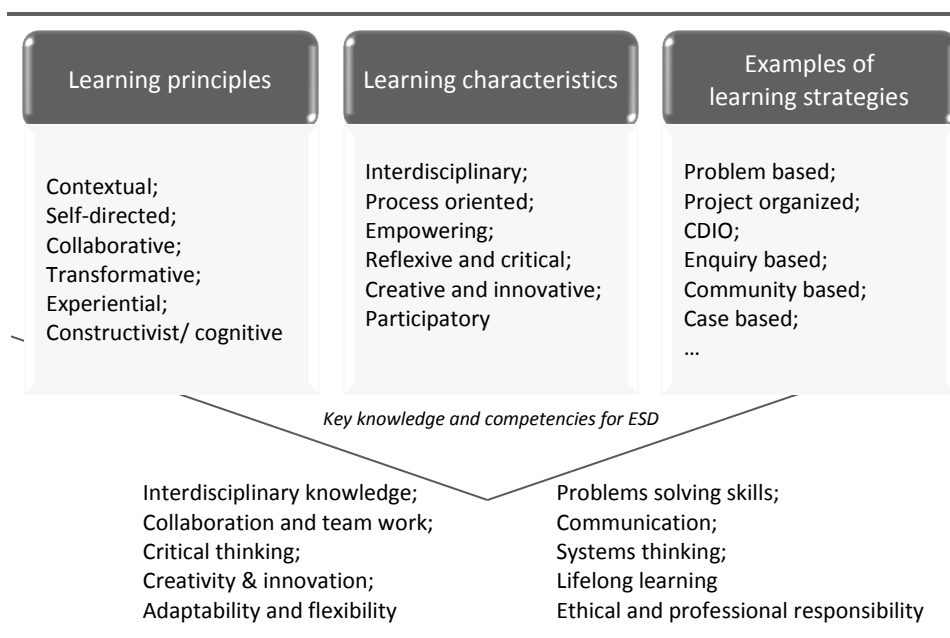 Learning principles
Contextual;
Self-directed;
Collaborative;
Transformative;
Experiential;
Constructivist/ cognitive
Learning characteristics
Interdisciplinary;
Process oriented;
Empowering;
Reflexive and critical;
Creative and innovative;
Participatory
Examples of
learning strategies
Problem based;
Project organized;
CDIO;
Enquiry based;
Community based;
Case based;
...
Key knowledge and competencies for ESD
Interdisciplinary knowledge;
Collaboration and team work;
Critical thinking;
Creativity & innovation;
Adaptability and flexibility
Problems solving skills;
Communication;
Systems thinking;
Lifelong learning
Ethical and professional responsibility